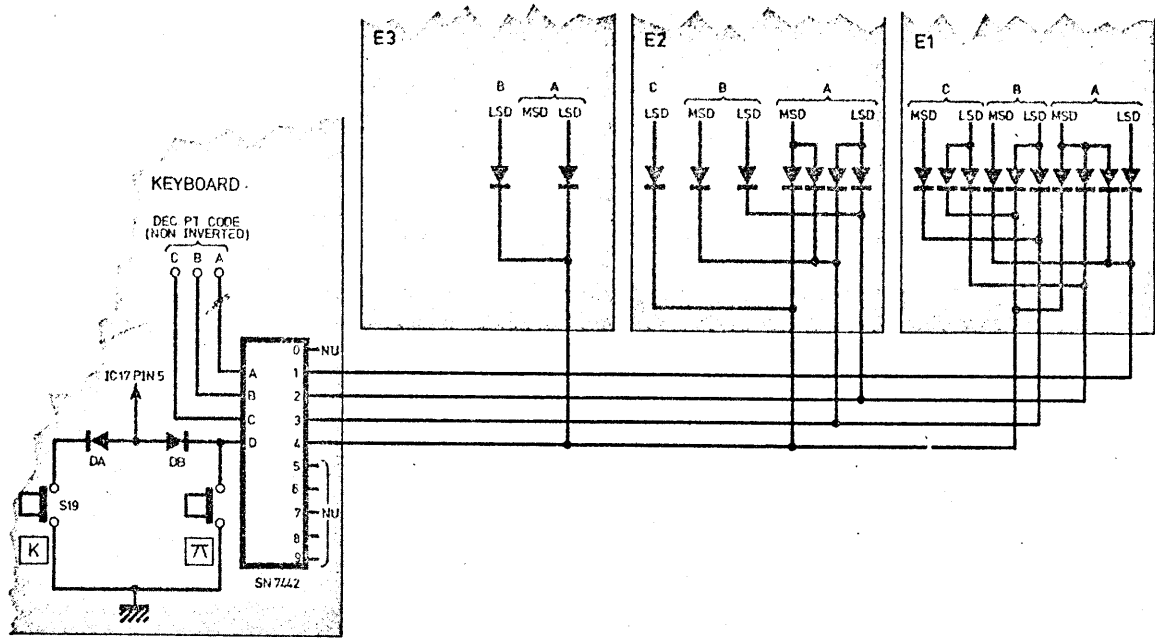 E3
B A
LSD MSD LSD
E2
C B A
LSD MSD LSD MSD LSD
E1
C B A
MSD LSD MSD LSD MSD LSD
KEYBOARD
DEC PT CODE
(NON INVERTED)
C B A
IC17 PIN 5
DA DB
S19
K
π
A
B
C
D
0 NU
1
2
3
4
5
6
7 NU
8
9
SN 7442